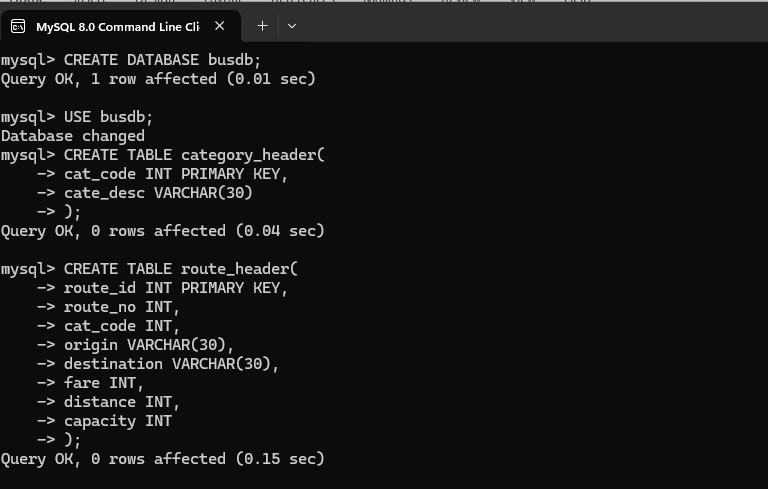 MySQL 8.0 Command Line Cli
mysql> CREATE DATABASE busdb;
Query OK, 1 row affected (0.01 sec)
mysql> USE busdb;
Database changed
mysql> CREATE TABLE category_header(
    -> cat_code INT PRIMARY KEY,
    -> cate_desc VARCHAR(30)
    -> );
Query OK, 0 rows affected (0.04 sec)
mysql> CREATE TABLE route_header(
    -> route_id INT PRIMARY KEY,
    -> route_no INT,
    -> cat_code INT,
    -> origin VARCHAR(30),
    -> destination VARCHAR(30),
    -> fare INT,
    -> distance INT,
    -> capacity INT
    -> );
Query OK, 0 rows affected (0.15 sec)